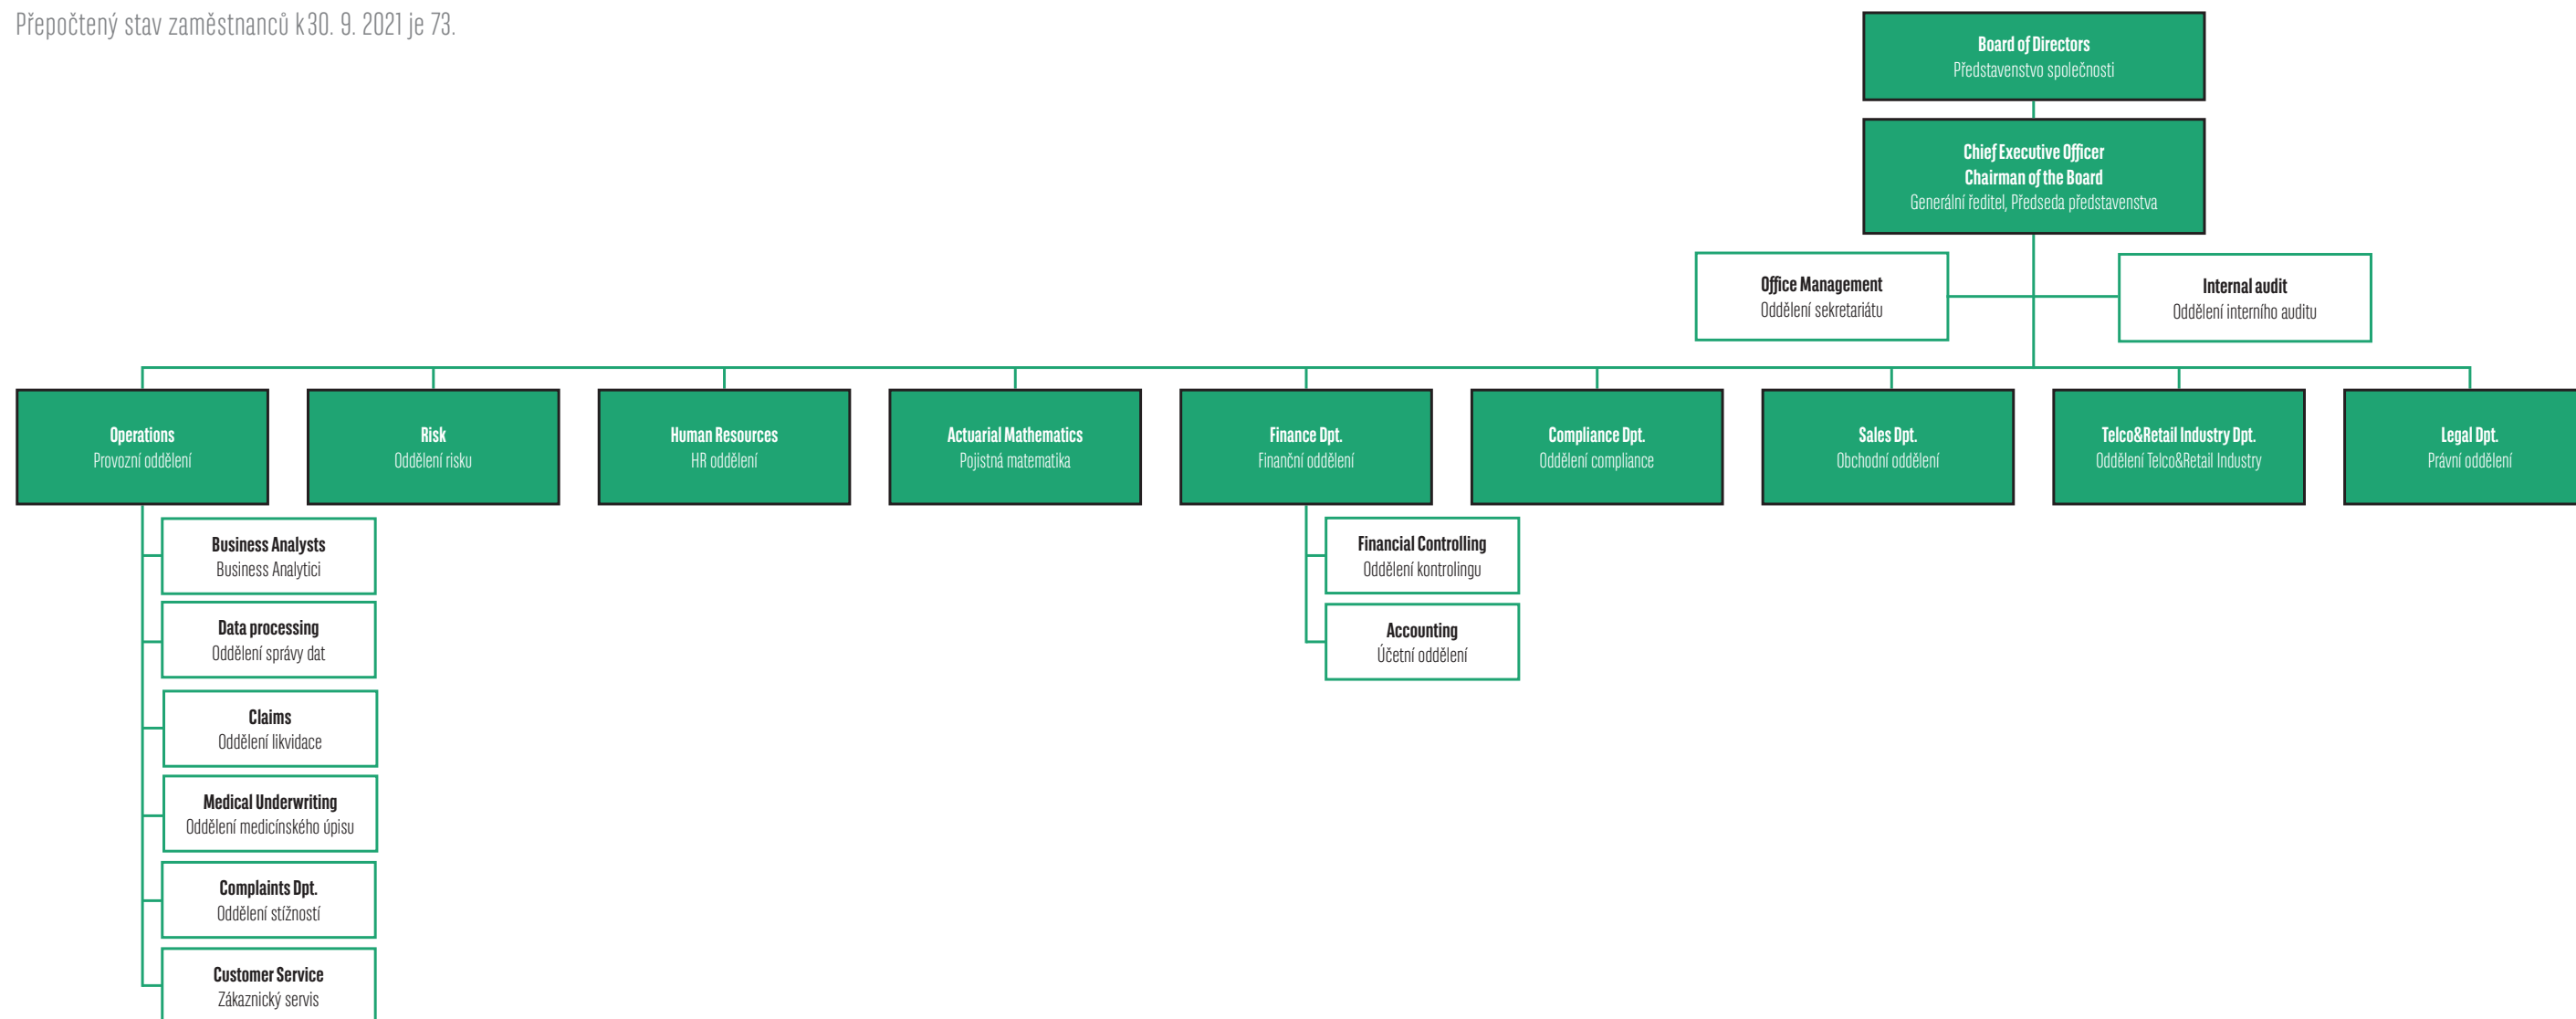 Přepočtený stav zaměstnanců k 30. 9. 2021 je 73.
Board of Directors
Představenstvo společnosti
Chief Executive Officer
Chairman of the Board
Generální ředitel, Předseda představenstva
Office Management
Oddělení sekretariátu
Internal audit
Oddělení interního auditu
Operations
Provozní oddělení
Risk
Oddělení risku
Human Resources
HR oddělení
Actuarial Mathematics
Pojistná matematika
Finance Dpt.
Finanční oddělení
Compliance Dpt.
Oddělení compliance
Sales Dpt.
Obchodní oddělení
Telco&Retail Industry Dpt.
Oddělení Telco&Retail Industry
Legal Dpt.
Právní oddělení
Business Analysts
Business Analytici
Data processing
Oddělení správy dat
Claims
Oddělení likvidace
Medical Underwriting
Oddělení medicínského úpisu
Complaints Dpt.
Oddělení stížností
Customer Service
Zákaznický servis
Financial Controlling
Oddělení kontrolingu
Accounting
Účetní oddělení